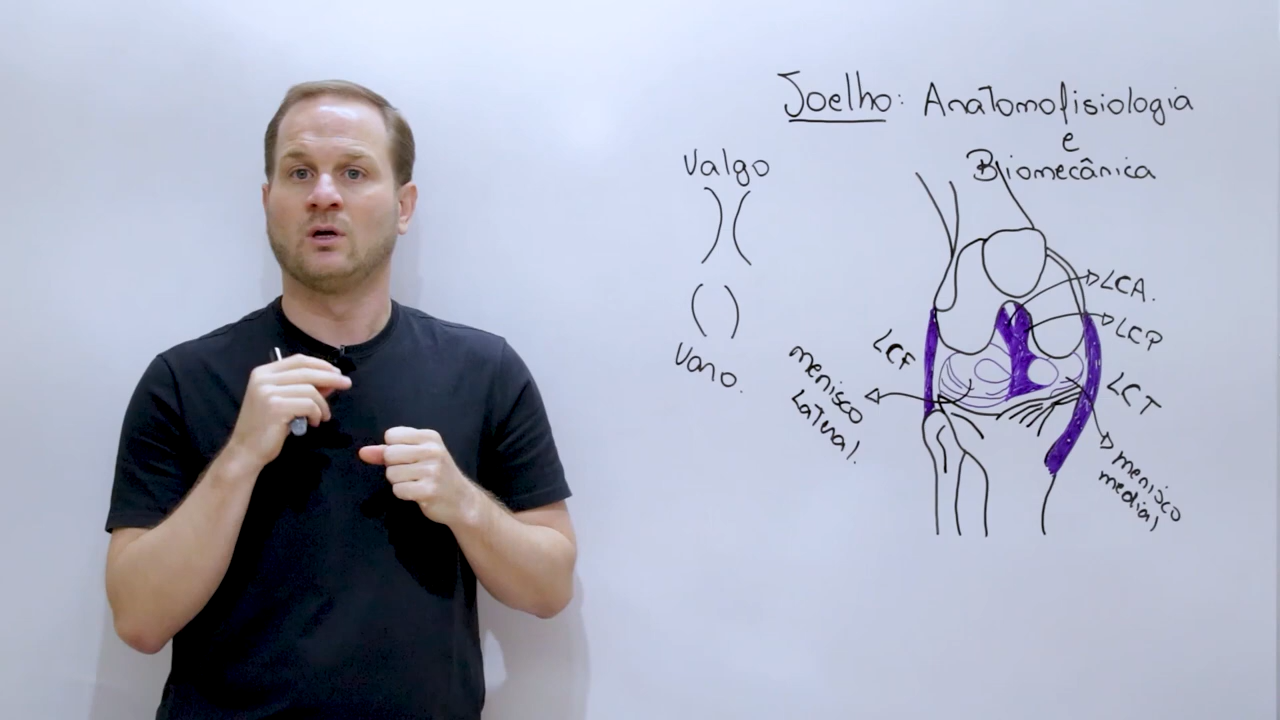 Joelho: Anatomofisiologia
e
Biomecânica
Valgo
Varo.
LCA.
LCP
LCF
LCT
menisco
Lateral.
menisco
medial